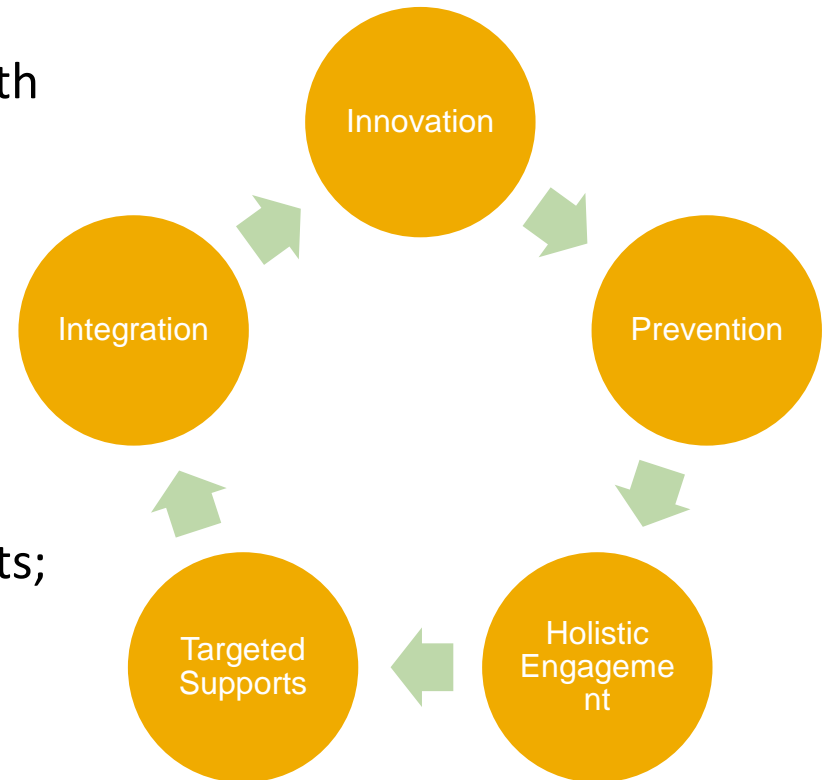 th
Innovation
Integration
Prevention
ts;
Targeted
Supports
Holistic
Engageme
nt